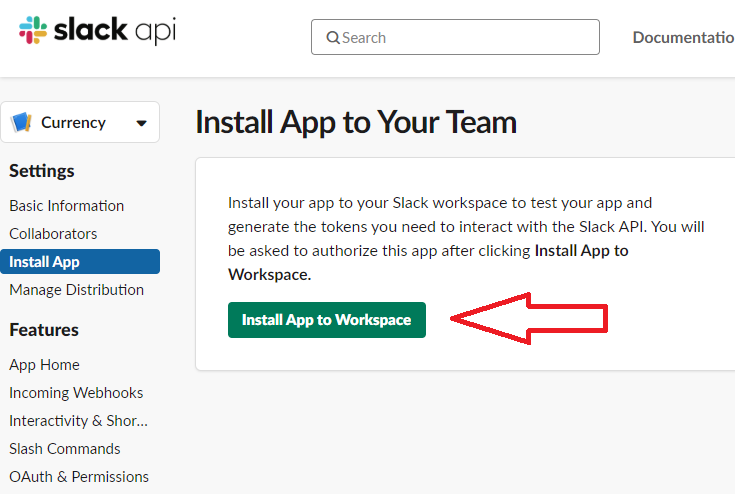 slack api
Search
Documentatio
Currency
Install App to Your Team
Settings
Basic Information
Collaborators
Install App
Manage Distribution
Features
App Home
Incoming Webhooks
Interactivity & Shor...
Slash Commands
OAuth & Permissions
Install your app to your Slack workspace to test your app and
generate the tokens you need to interact with the Slack API. You will
be asked to authorize this app after clicking Install App to
Workspace.
Install App to Workspace